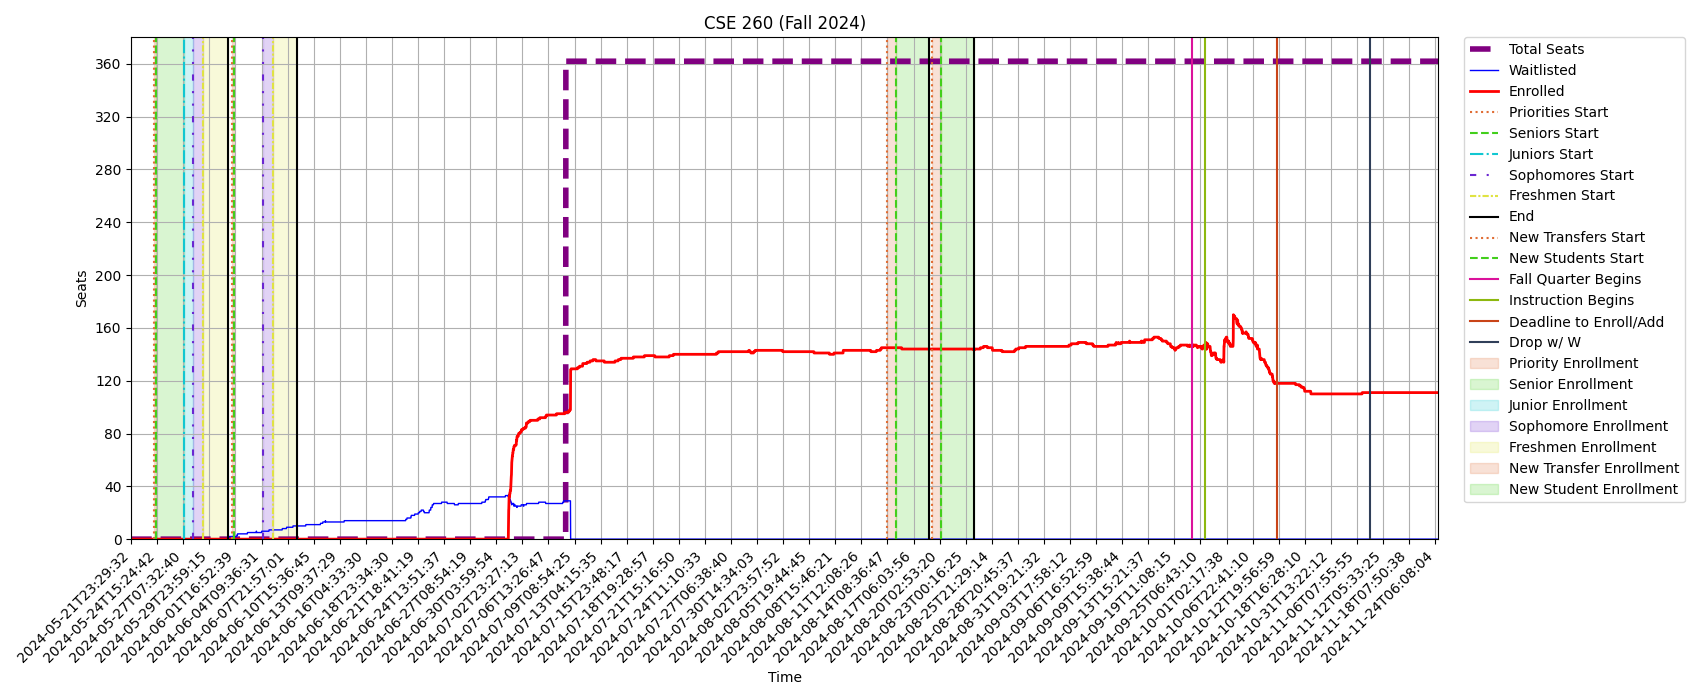 CSE 260 (Fall 2024)
Seats
360
320
280
240
200
160
120
80
40
0
2024-05-21T23:29:32
2024-05-24T15:24:42
2024-05-27T07:32:40
2024-05-29T23:59:15
2024-06-01T16:52:39
2024-06-04T09:36:31
2024-06-07T21:57:01
2024-06-10T15:36:45
2024-06-13T09:37:29
2024-06-16T04:33:30
2024-06-18T23:34:30
2024-06-21T18:41:19
2024-06-24T13:51:37
2024-06-27T08:54:19
2024-06-30T03:59:54
2024-07-02T23:27:13
2024-07-06T13:26:47
2024-07-09T08:54:25
2024-07-13T04:15:35
2024-07-15T23:48:17
2024-07-18T19:28:57
2024-07-21T15:16:50
2024-07-24T11:10:33
2024-07-27T06:38:40
2024-07-30T14:34:03
2024-08-02T23:57:52
2024-08-05T19:44:45
2024-08-08T15:46:21
2024-08-11T12:08:26
2024-08-14T08:36:47
2024-08-17T06:03:56
2024-08-20T02:53:20
2024-08-23T00:16:25
2024-08-25T21:29:14
2024-08-28T20:45:37
2024-08-31T19:21:32
2024-09-03T17:58:12
2024-09-06T16:52:59
2024-09-09T15:38:44
2024-09-13T15:21:37
2024-09-19T11:08:15
2024-09-25T06:43:10
2024-10-01T02:17:38
2024-10-06T22:41:10
2024-10-12T19:56:59
2024-10-18T16:28:10
2024-10-31T13:22:12
2024-11-06T07:55:55
2024-11-12T05:33:25
2024-11-18T07:50:38
2024-11-24T06:08:04
Time
Total Seats
Waitlisted
Enrolled
Priorities Start
Seniors Start
Juniors Start
Sophomores Start
Freshmen Start
End
New Transfers Start
New Students Start
Fall Quarter Begins
Instruction Begins
Deadline to Enroll/Add
Drop w/ W
Priority Enrollment
Senior Enrollment
Junior Enrollment
Sophomore Enrollment
Freshmen Enrollment
New Transfer Enrollment
New Student Enrollment